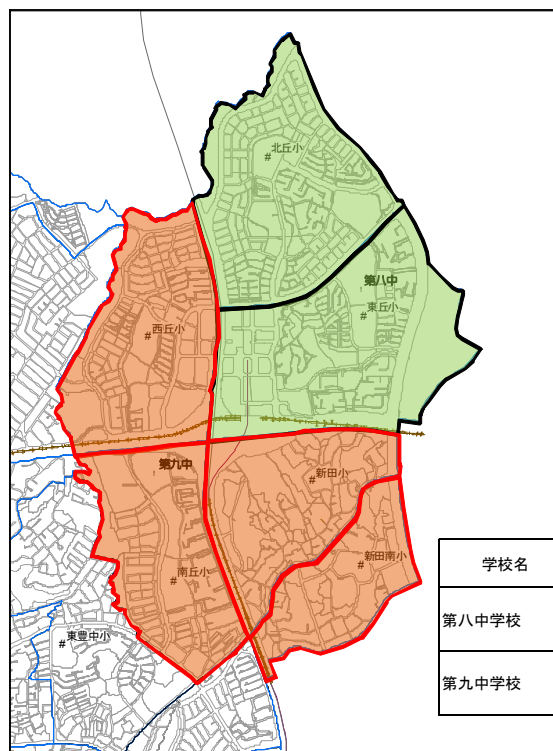 北丘小
#
第八中
東丘小
#
西丘小
#
第九中
新田小
#
南丘小
#
新田南小
#
東豊中小
#
学校名
第八中学校
第九中学校